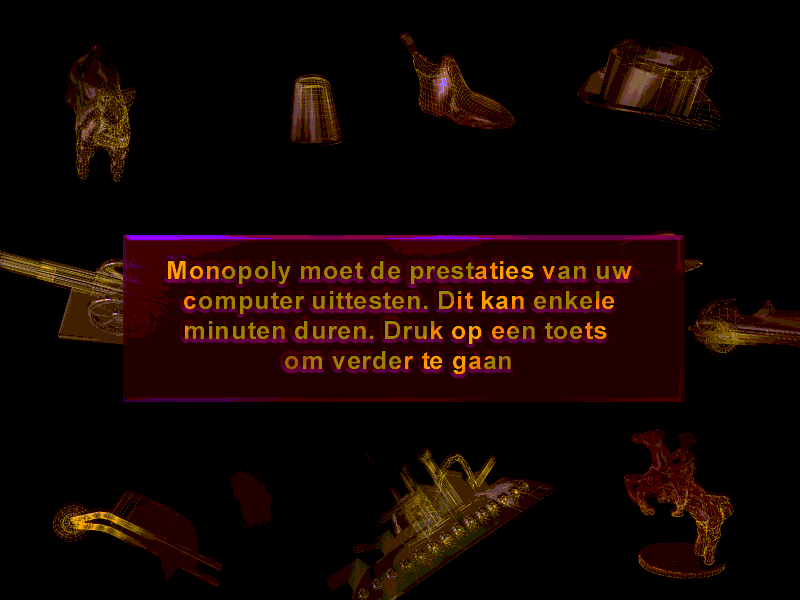 Monopoly moet de prestaties van uw
computer uittesten. Dit kan enkele
minuten duren. Druk op een toets
om verder te gaan